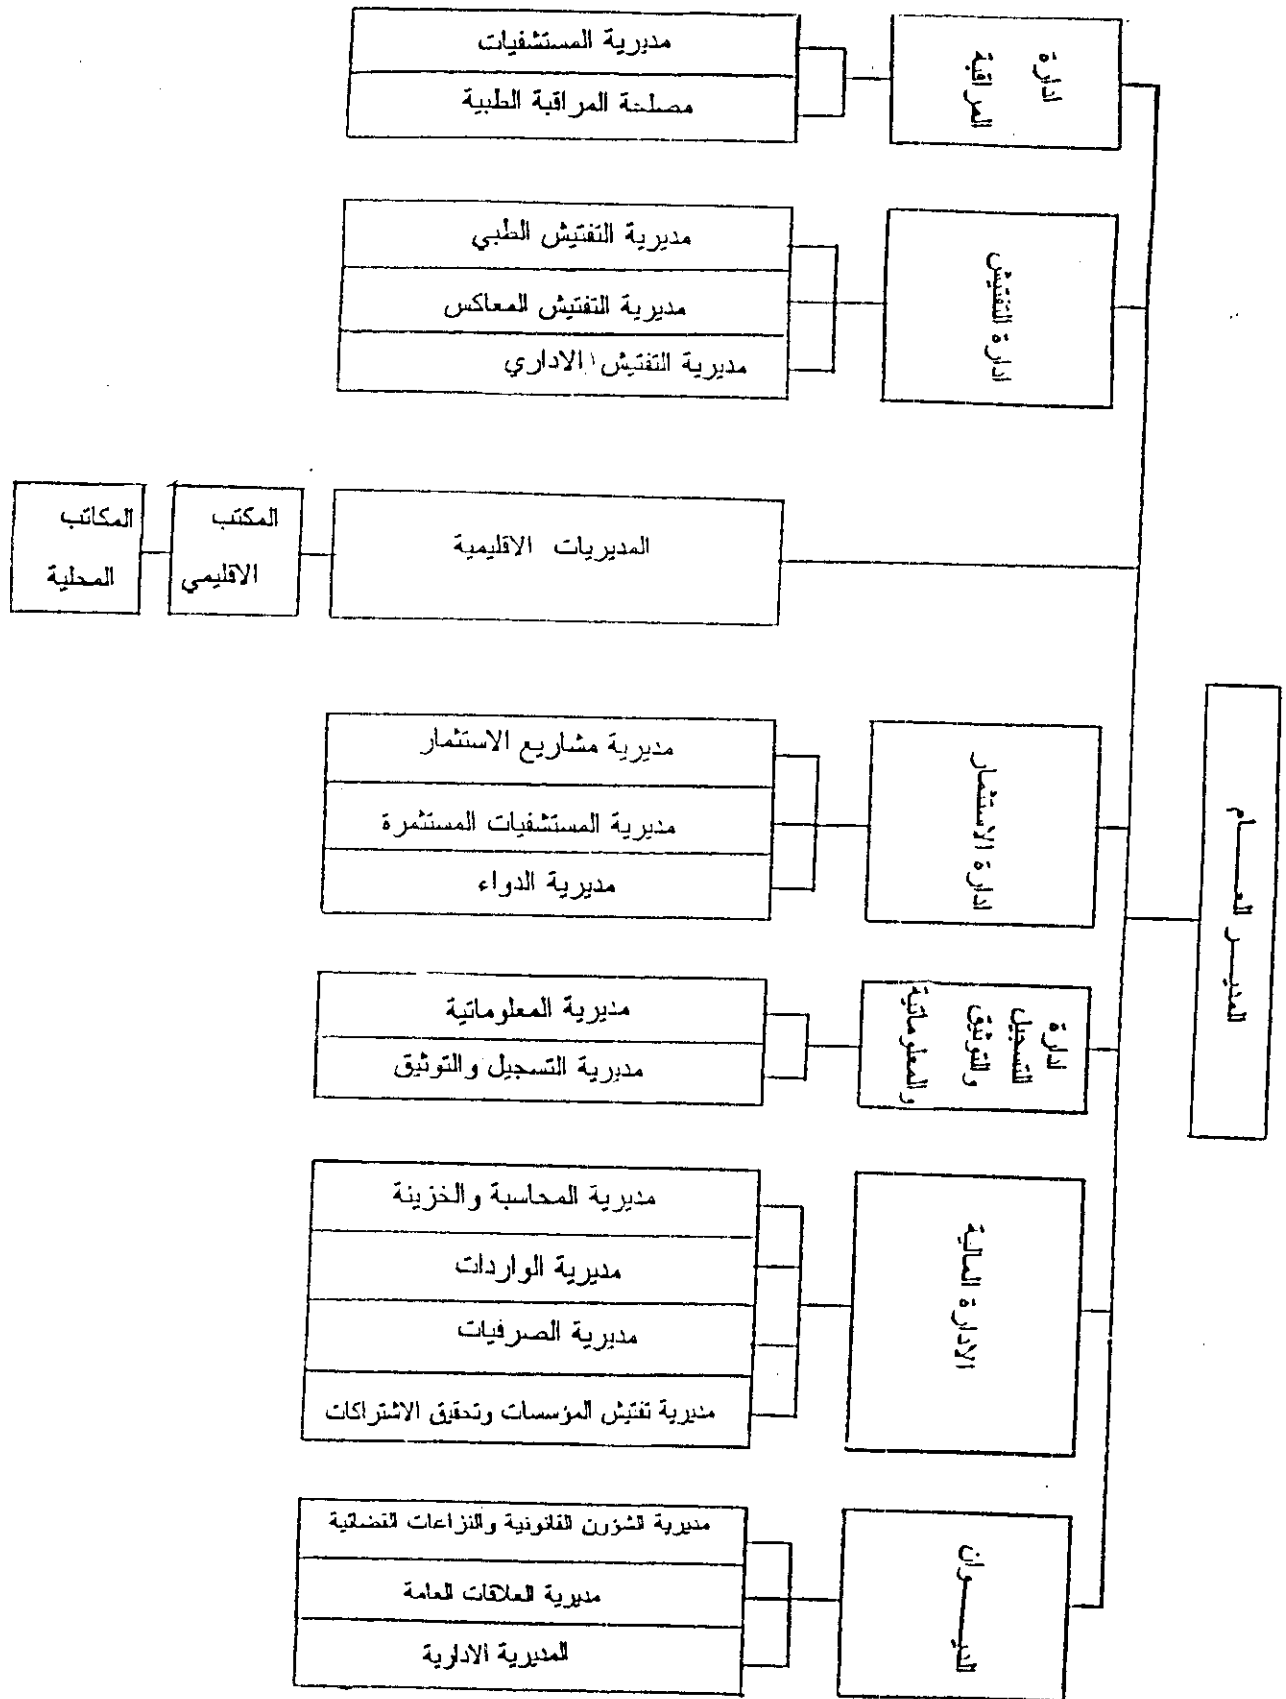 المديــر العــــام
ادارة
المراقبة
مديرية المستشفيات
مصلحة المراقبة الطبية
ادارة التفتيش
مديرية التفتيش الطبي
مديرية التفتيش المعاكس
مديرية التفتيش الاداري
المديريات الاقليمية
المكتب
الاقليمي
المكاتب
المحلية
ادارة الاستثمار
مديرية مشاريع الاستثمار
مديرية المستشفيات المستثمرة
مديرية الدواء
ادارة
التسجيل
والتوثيق
والمعلوماتية
مديرية المعلوماتية
مديرية التسجيل والتوثيق
الادارة المالية
مديرية المحاسبة والخزينة
مديرية الواردات
مديرية الصرفيات
مديرية تفتيش المؤسسات وتحقيق الاشتراكات
الديــــــوان
مديرية الشؤون القانونية والنزاعات القضائية
مديرية العلاقات العامة
المديرية الادارية